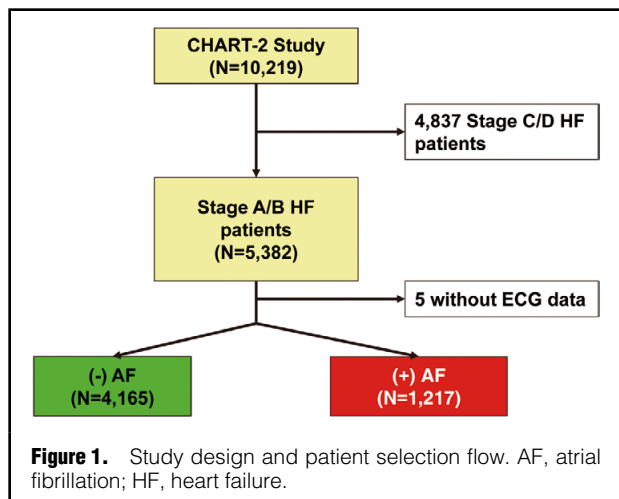 CHART-2 Study
(N=10,219)
4,837 Stage C/D HF
patients
Stage A/B HF
patients
(N=5,382)
5 without ECG data
(-) AF
(N=4,165)
(+) AF
(N=1,217)
Figure 1. Study design and patient selection flow. AF, atrial
fibrillation; HF, heart failure.